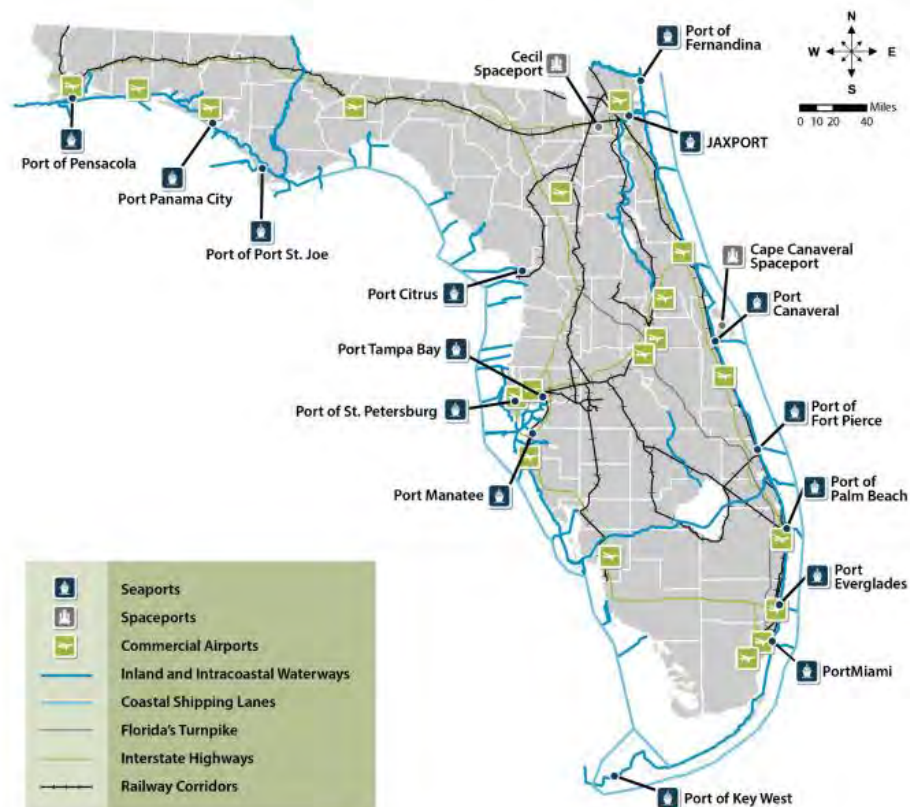 Port of
Fernandina
N
W
E
S
Miles
0 10 20
40
Cecil
Spaceport
JAXPORT
Port of Pensacola
Port Panama City
Port of Port St. Joe
Cape Canaveral
Spaceport
Port Citrus
Port
Canaveral
Port Tampa Bay
Port of St. Petersburg
Port of
Fort Pierce
Port Manatee
Port of
Palm Beach
Port
Everglades
PortMiami
Port of Key West
Seaports
Spaceports
Commercial Airports
Inland and Intracoastal Waterways
Coastal Shipping Lanes
Florida's Turnpike
Interstate Highways
Railway Corridors